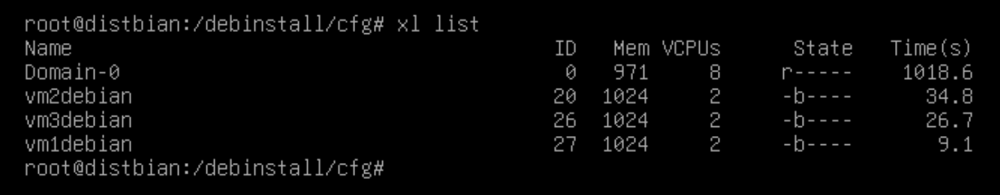 root@distbian:/debinstall/cfg# xl list
Name                                        ID   Mem VCPUs      State   Time(s)
Domain-0                                     0   971     8     r-----    1018.6
vm2debian                                   20  1024     2     -b----      34.8
vm3debian                                   26  1024     2     -b----      26.7
vm1debian                                   27  1024     2     -b----       9.1
root@distbian:/debinstall/cfg#